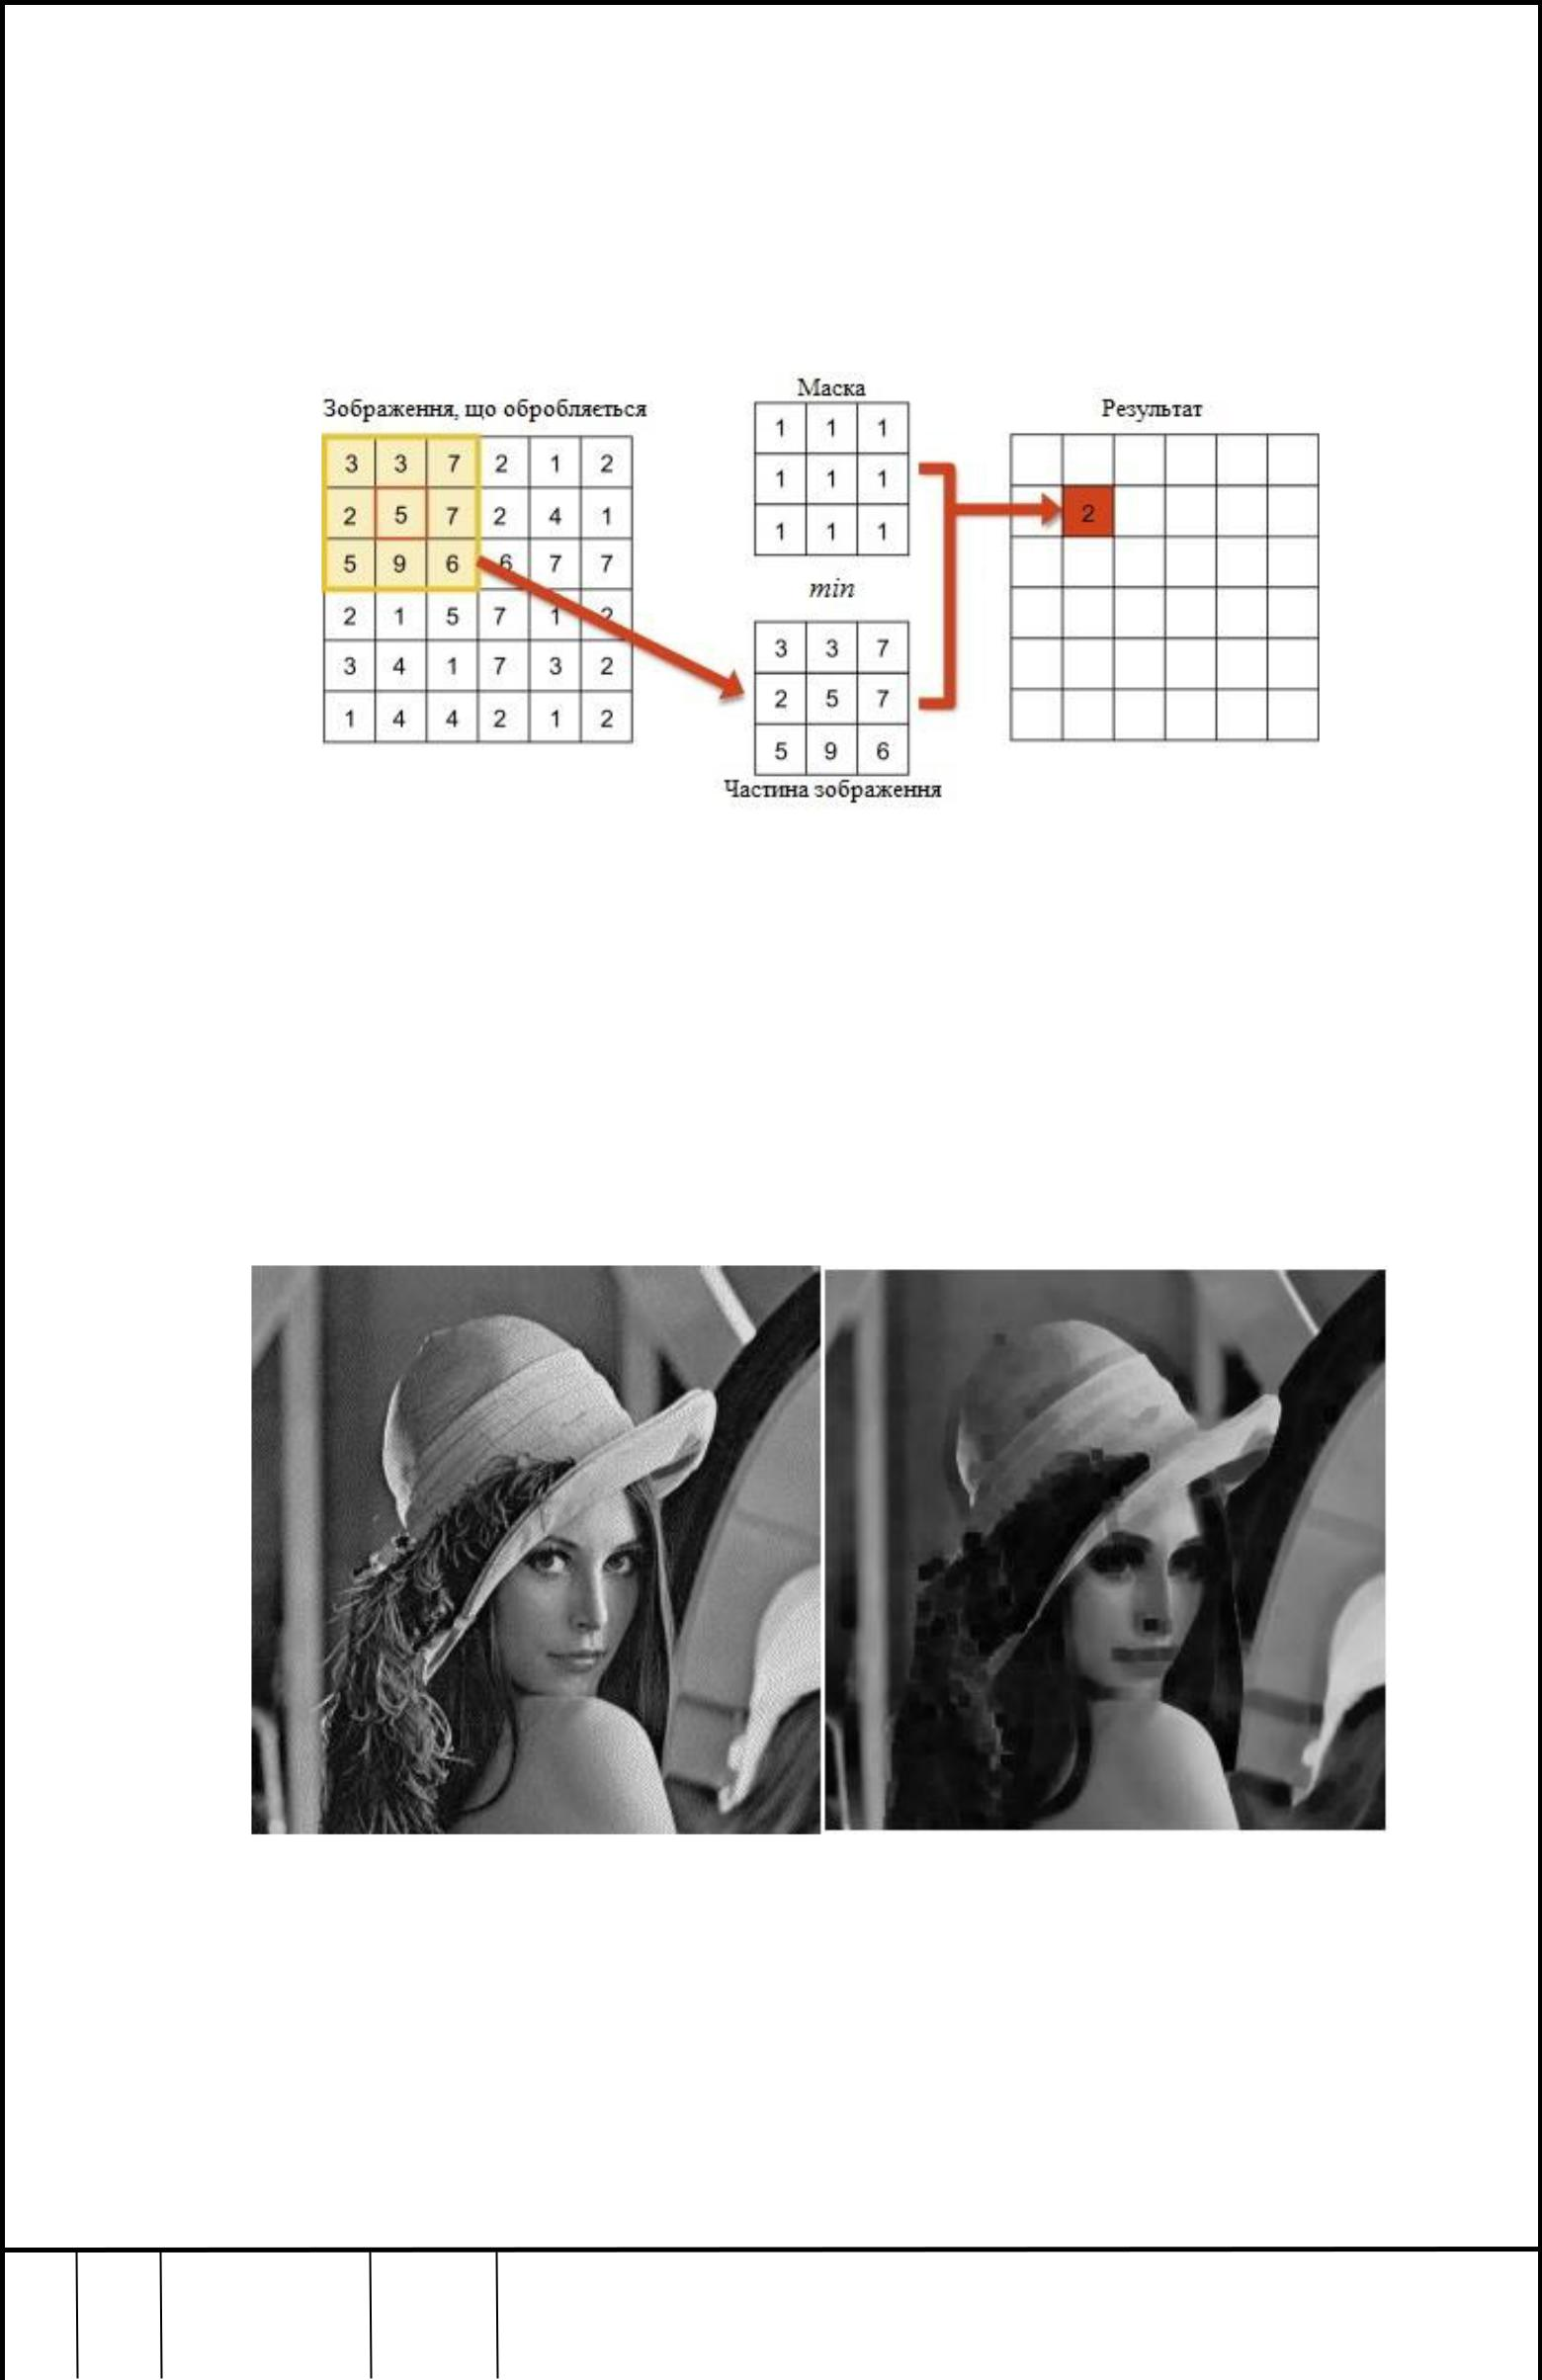 Маска
Зображення, що обробляється
Результат
3 3 7 2 1 2
2 5 7 2 4 1
5 9 6 6 7 7
2 1 5 7 1 2
3 4 1 7 3 2
1 4 4 2 1 2
1 1 1
1 1 1
1 1 1
min
3 3 7
2 5 7
5 9 6
Частина зображення
2